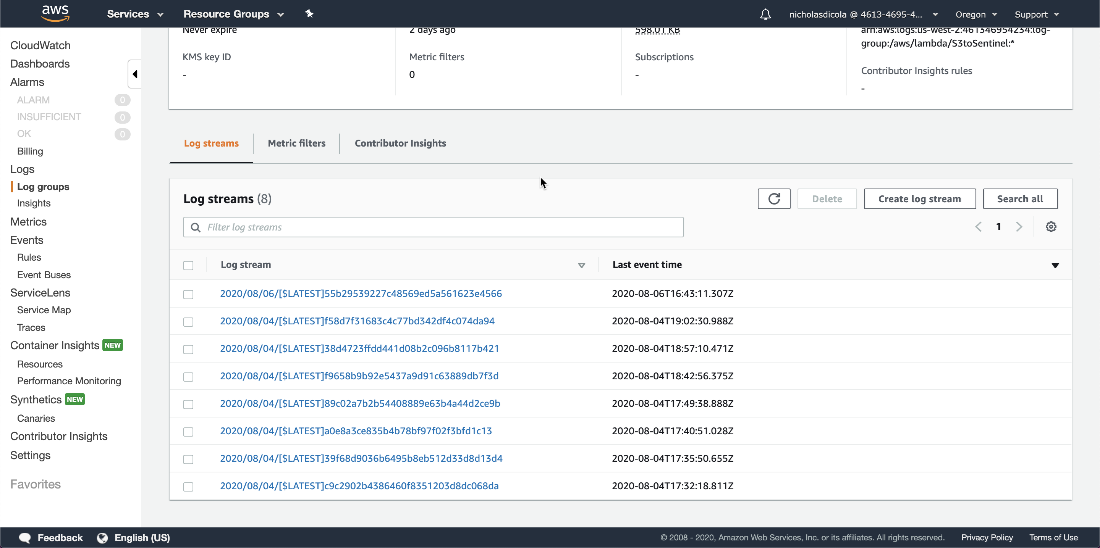 aws Services Resource Groups nicholasdicola @ 4613-4695-4... Oregon Support
CloudWatch
Dashboards
Alarms
ALARM 0
INSUFFICIENT 0
OK 0
Billing
Logs
Log groups
Insights
Metrics
Events
Rules
Event Buses
ServiceLens
Service Map
Traces
Container Insights NEW
Resources
Performance Monitoring
Synthetics NEW
Canaries
Contributor Insights
Settings
Favorites
Never expire 2 days ago 598.01 KB arn:aws:logs:us-west-2:461346954234:log-
group:/aws/lambda/S3toSentinel:*
KMS key ID Metric filters Subscriptions
- 0 -
Contributor Insights rules
-
Log streams Metric filters Contributor Insights
Log streams (8) Delete Create log stream Search all
Filter log streams 1
Log stream Last event time
2020/08/06/[$LATEST]55b29539227c48569ed5a561623e4566 2020-08-06T16:43:11.307Z
2020/08/04/[$LATEST]f58d7f31683c4c77bd342df4c074da94 2020-08-04T19:02:30.988Z
2020/08/04/[$LATEST]38d4723ffdd441d08b2c096b8117b421 2020-08-04T18:57:10.471Z
2020/08/04/[$LATEST]f9658b9b92e5437a9d91c63889db7f3d 2020-08-04T18:42:56.375Z
2020/08/04/[$LATEST]89c02a7b2b54408889e63b4a44d2ce9b 2020-08-04T17:49:38.888Z
2020/08/04/[$LATEST]a0e8a3ce835b4b78bf97f02f3bfd1c13 2020-08-04T17:40:51.028Z
2020/08/04/[$LATEST]39f68d9036b6495b8eb512d33d8d13d4 2020-08-04T17:35:50.655Z
2020/08/04/[$LATEST]c9c2902b4386460f8351203d8dc068da 2020-08-04T17:32:18.811Z
Feedback English (US) © 2008 - 2020, Amazon Web Services, Inc. or its affiliates. All rights reserved. Privacy Policy Terms of Use